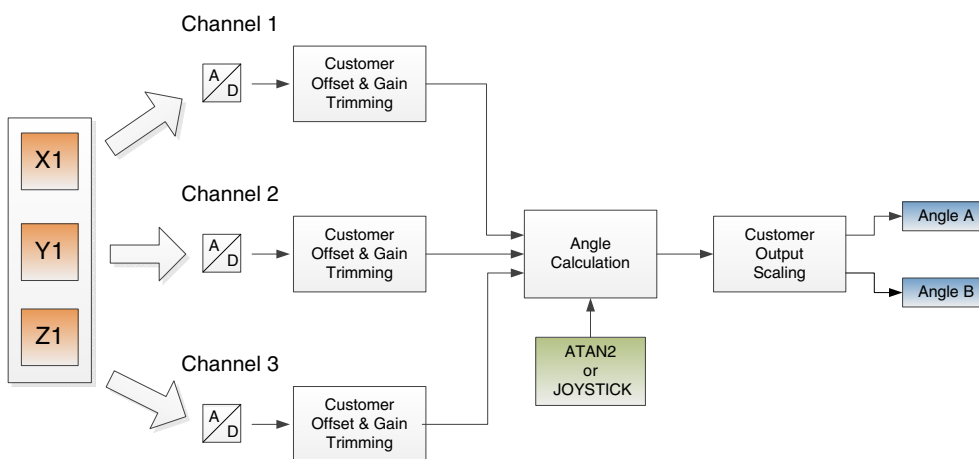 Channel 1
A
D
Customer
Offset & Gain
Trimming
X1
Y1
Z1
Channel 2
A
D
Customer
Offset & Gain
Trimming
Channel 3
A
D
Customer
Offset & Gain
Trimming
Angle
Calculation
ATAN2
or
JOYSTICK
Customer
Output
Scaling
Angle A
Angle B